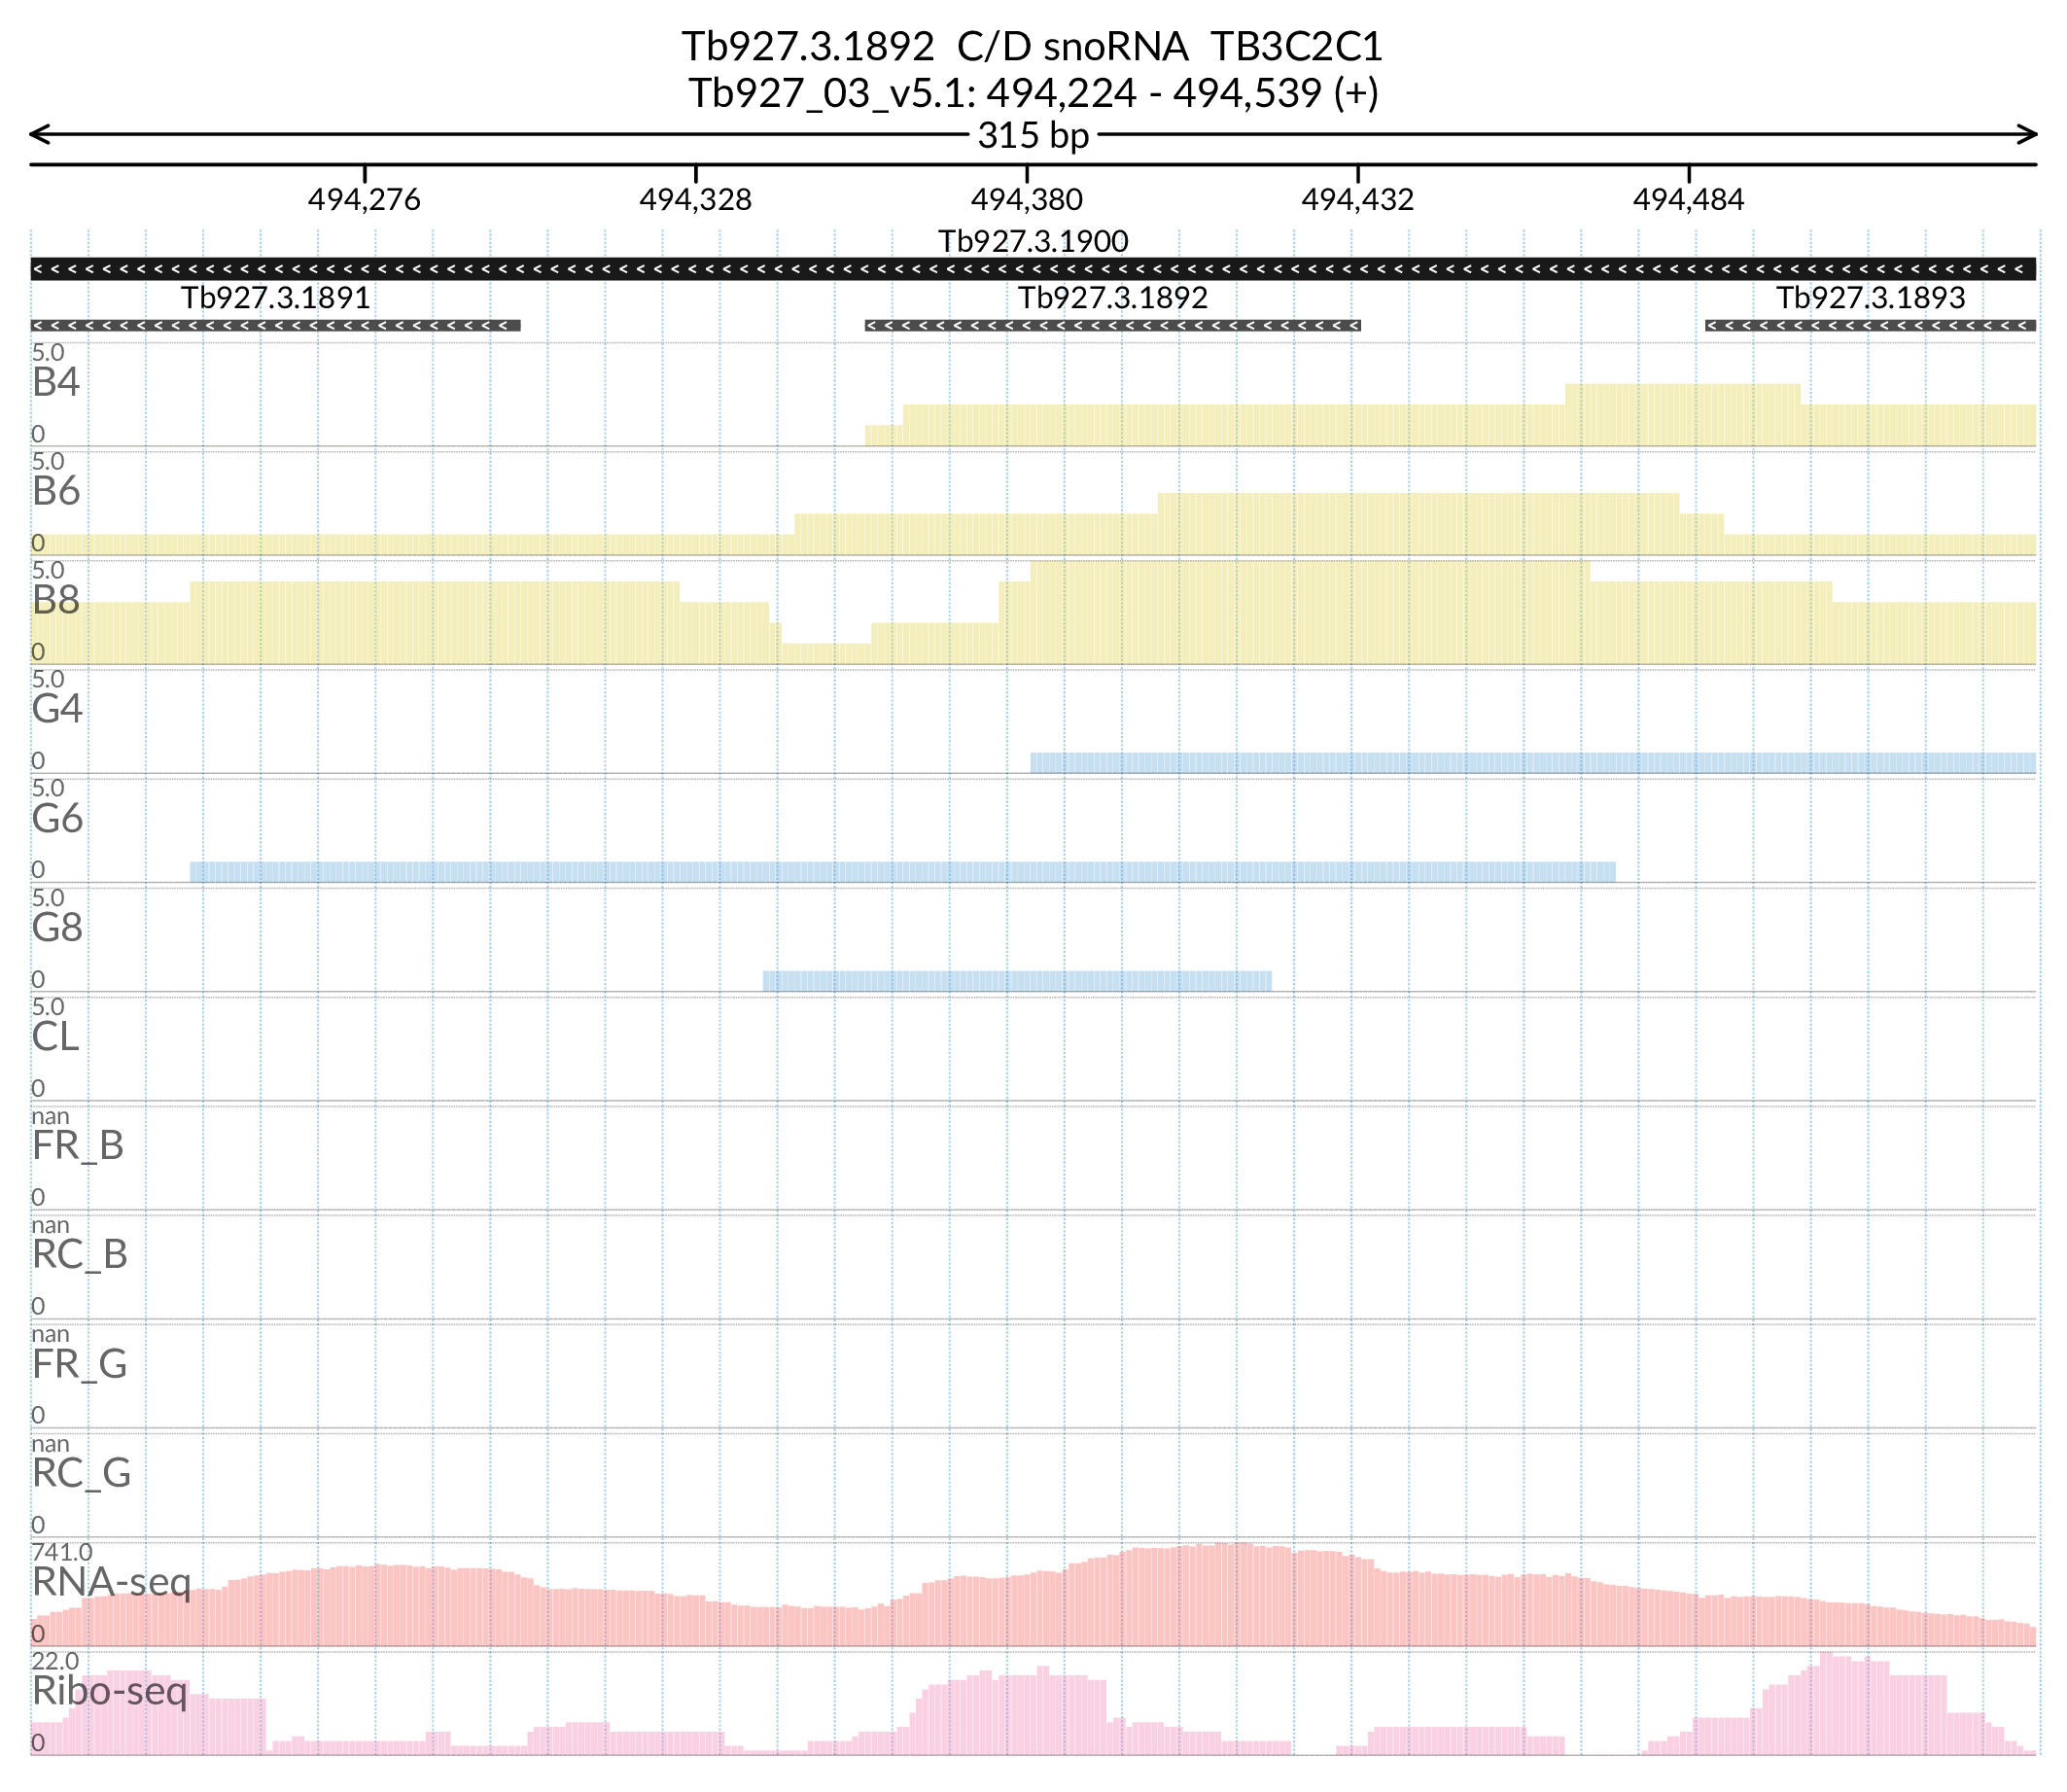 Tb927.3.1892 C/D snoRNA TB3C2C1
Tb927_03_v5.1: 494,224 - 494,539 (+)
315 bp
494,276 494,328 494,380 494,432 494,484
Tb927.3.1900
Tb927.3.1891 Tb927.3.1892 Tb927.3.1893
5.0
B4
0
5.0
B6
0
5.0
B8
0
5.0
G4
0
5.0
G6
0
5.0
G8
0
5.0
CL
0
nan
FR_B
0
nan
RC_B
0
nan
FR_G
0
nan
RC_G
0
741.0
RNA-seq
0
22.0
Ribo-seq
0